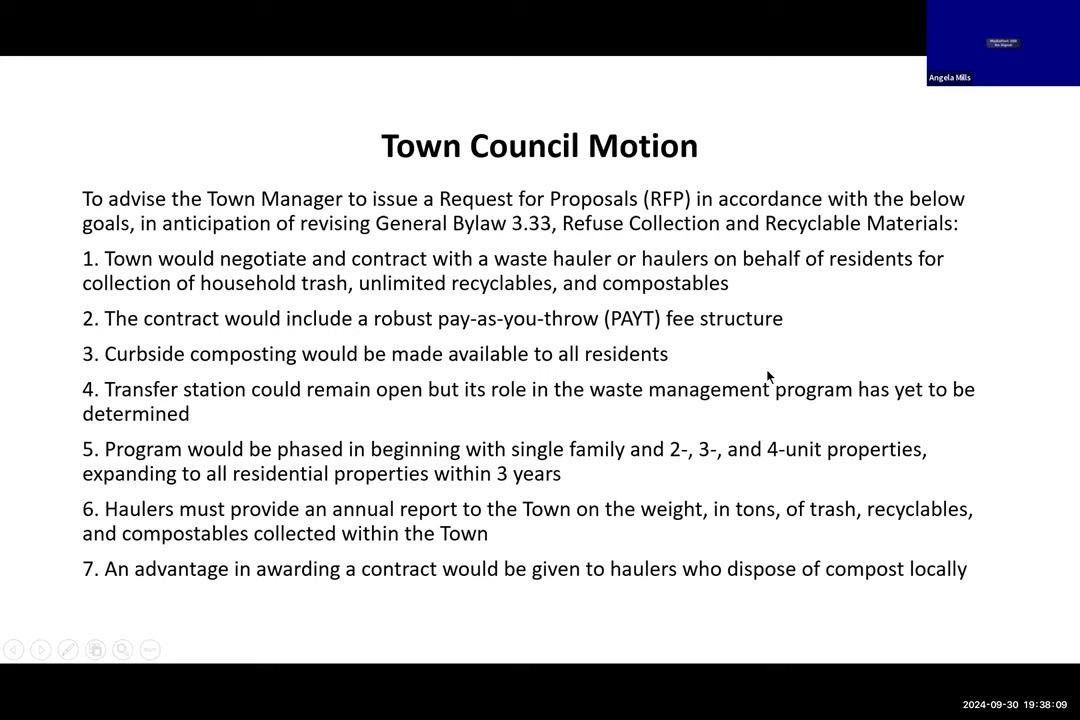 Angela Mills
Town Council Motion
To advise the Town Manager to issue a Request for Proposals (RFP) in accordance with the below
goals, in anticipation of revising General Bylaw 3.33, Refuse Collection and Recyclable Materials:
1. Town would negotiate and contract with a waste hauler or haulers on behalf of residents for
collection of household trash, unlimited recyclables, and compostables
2. The contract would include a robust pay-as-you-throw (PAYT) fee structure
3. Curbside composting would be made available to all residents
4. Transfer station could remain open but its role in the waste management program has yet to be
determined
5. Program would be phased in beginning with single family and 2-, 3-, and 4-unit properties,
expanding to all residential properties within 3 years
6. Haulers must provide an annual report to the Town on the weight, in tons, of trash, recyclables,
and compostables collected within the Town
7. An advantage in awarding a contract would be given to haulers who dispose of compost locally
2024-09-30 19:38:09